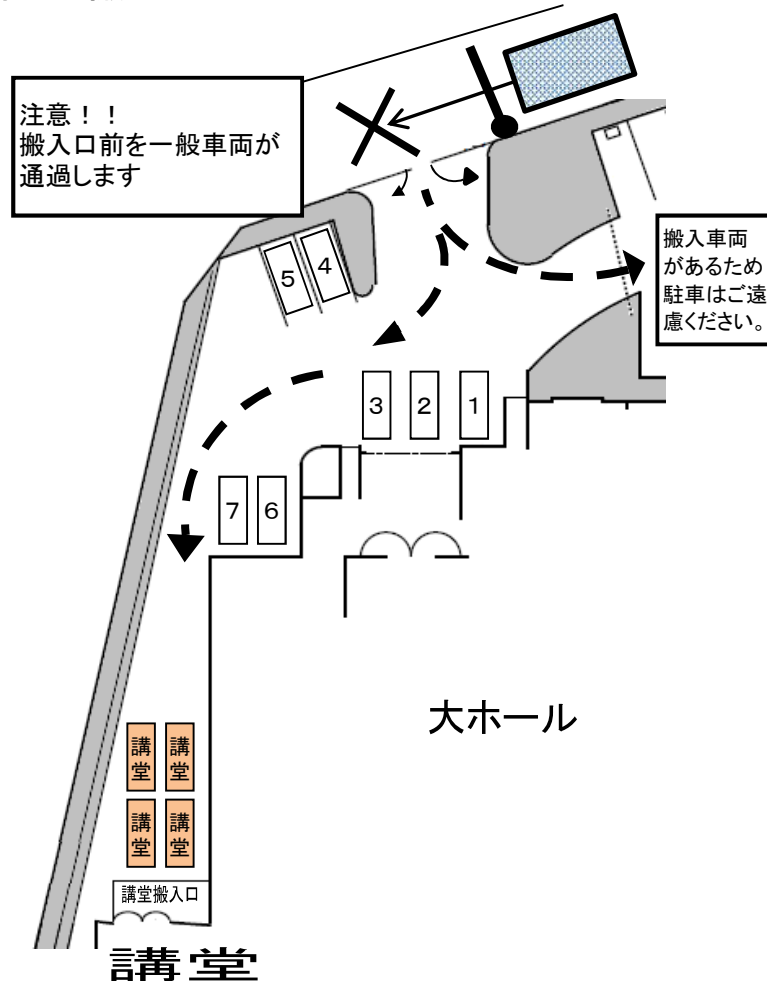 注意！！
搬入口前を一般車両が
通過します
搬入車両
があるため
駐車はご遠
慮ください。
5
4
3
2
1
7
6
大ホール
講堂
講堂
講堂
講堂
講堂搬入口
講堂